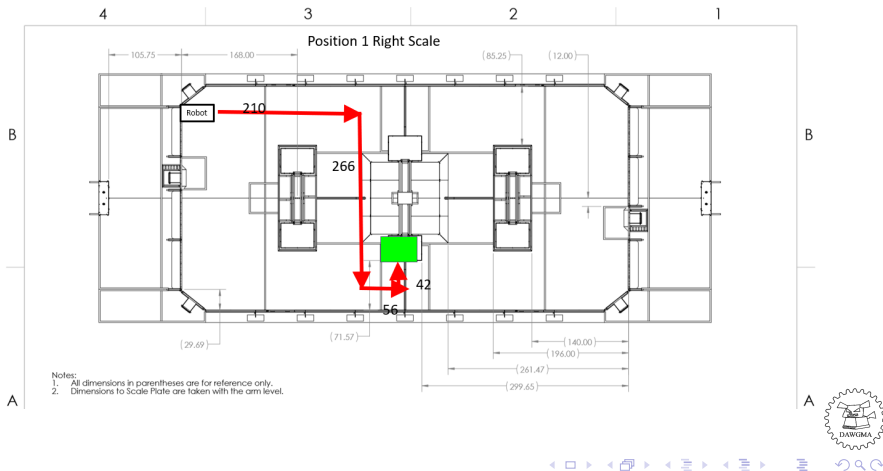 4 3 2 1
Position 1 Right Scale
105.75 168.00 (85.25) (12.00)
Robot 210
B B
266
42
56
(29.69) (71.57) (140.00)
(196.00)
(261.47)
(299.65)
Notes:
1. All dimensions in parentheses are for reference only.
2. Dimensions to Scale Plate are taken with the arm level.
A A
DAWGMA